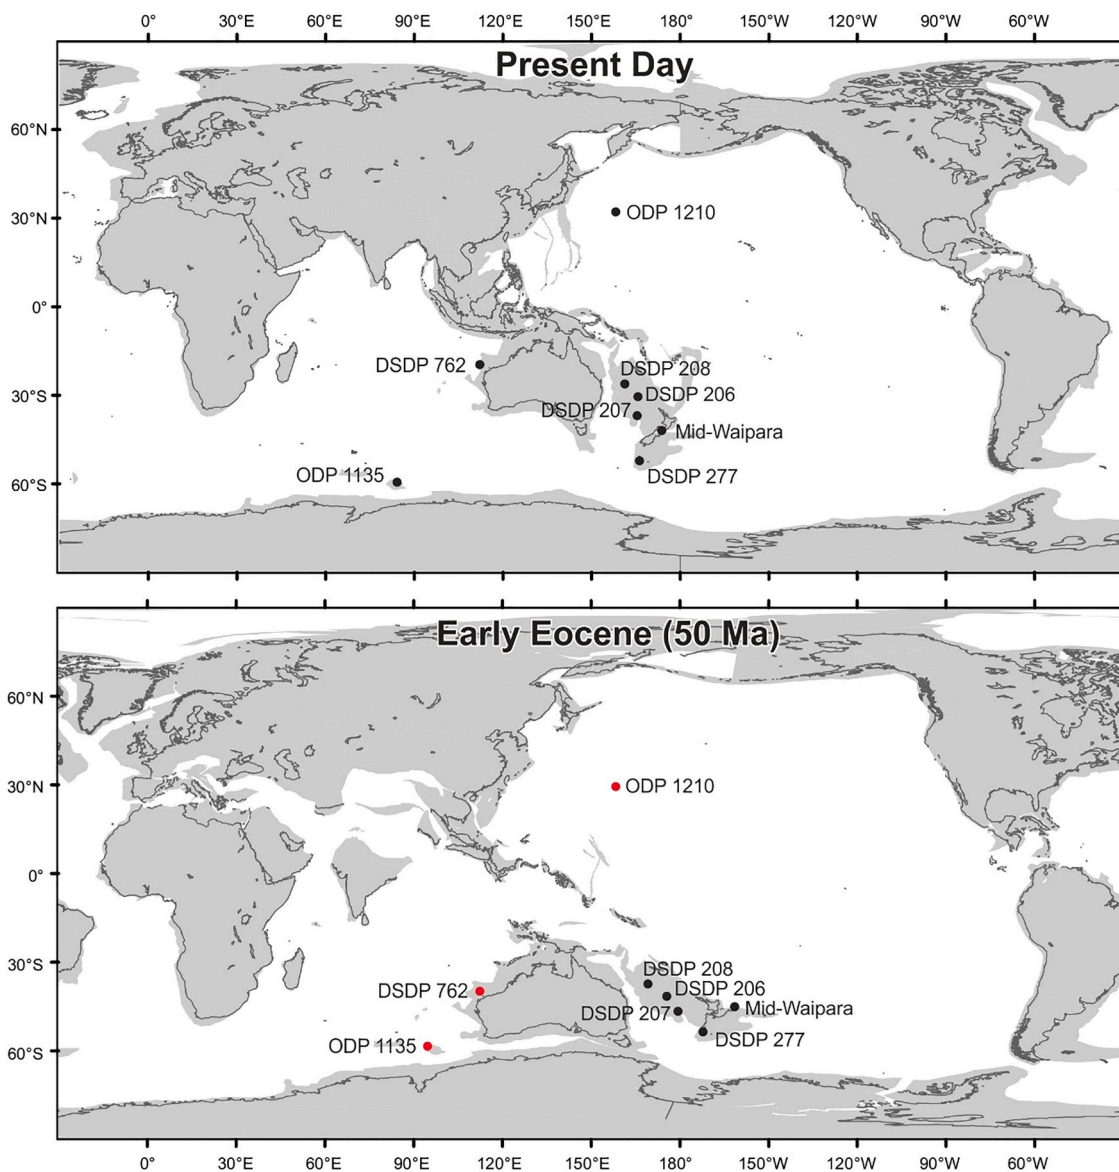 0° 30°E 60°E 90°E 120°E 150°E 180° 150°W 120°W 90°W 60°W
Present Day
60°N
30°N
ODP 1210
0°
DSDP 762
DSDP 208
30°S
DSDP 206
DSDP 207
Mid-Waipara
ODP 1135
DSDP 277
60°S
Early Eocene (50 Ma)
60°N
30°N
ODP 1210
0°
30°S
DSDP 208
DSDP 762
DSDP 206
DSDP 207
Mid-Waipara
ODP 1135
DSDP 277
60°S
0° 30°E 60°E 90°E 120°E 150°E 180° 150°W 120°W 90°W 60°W